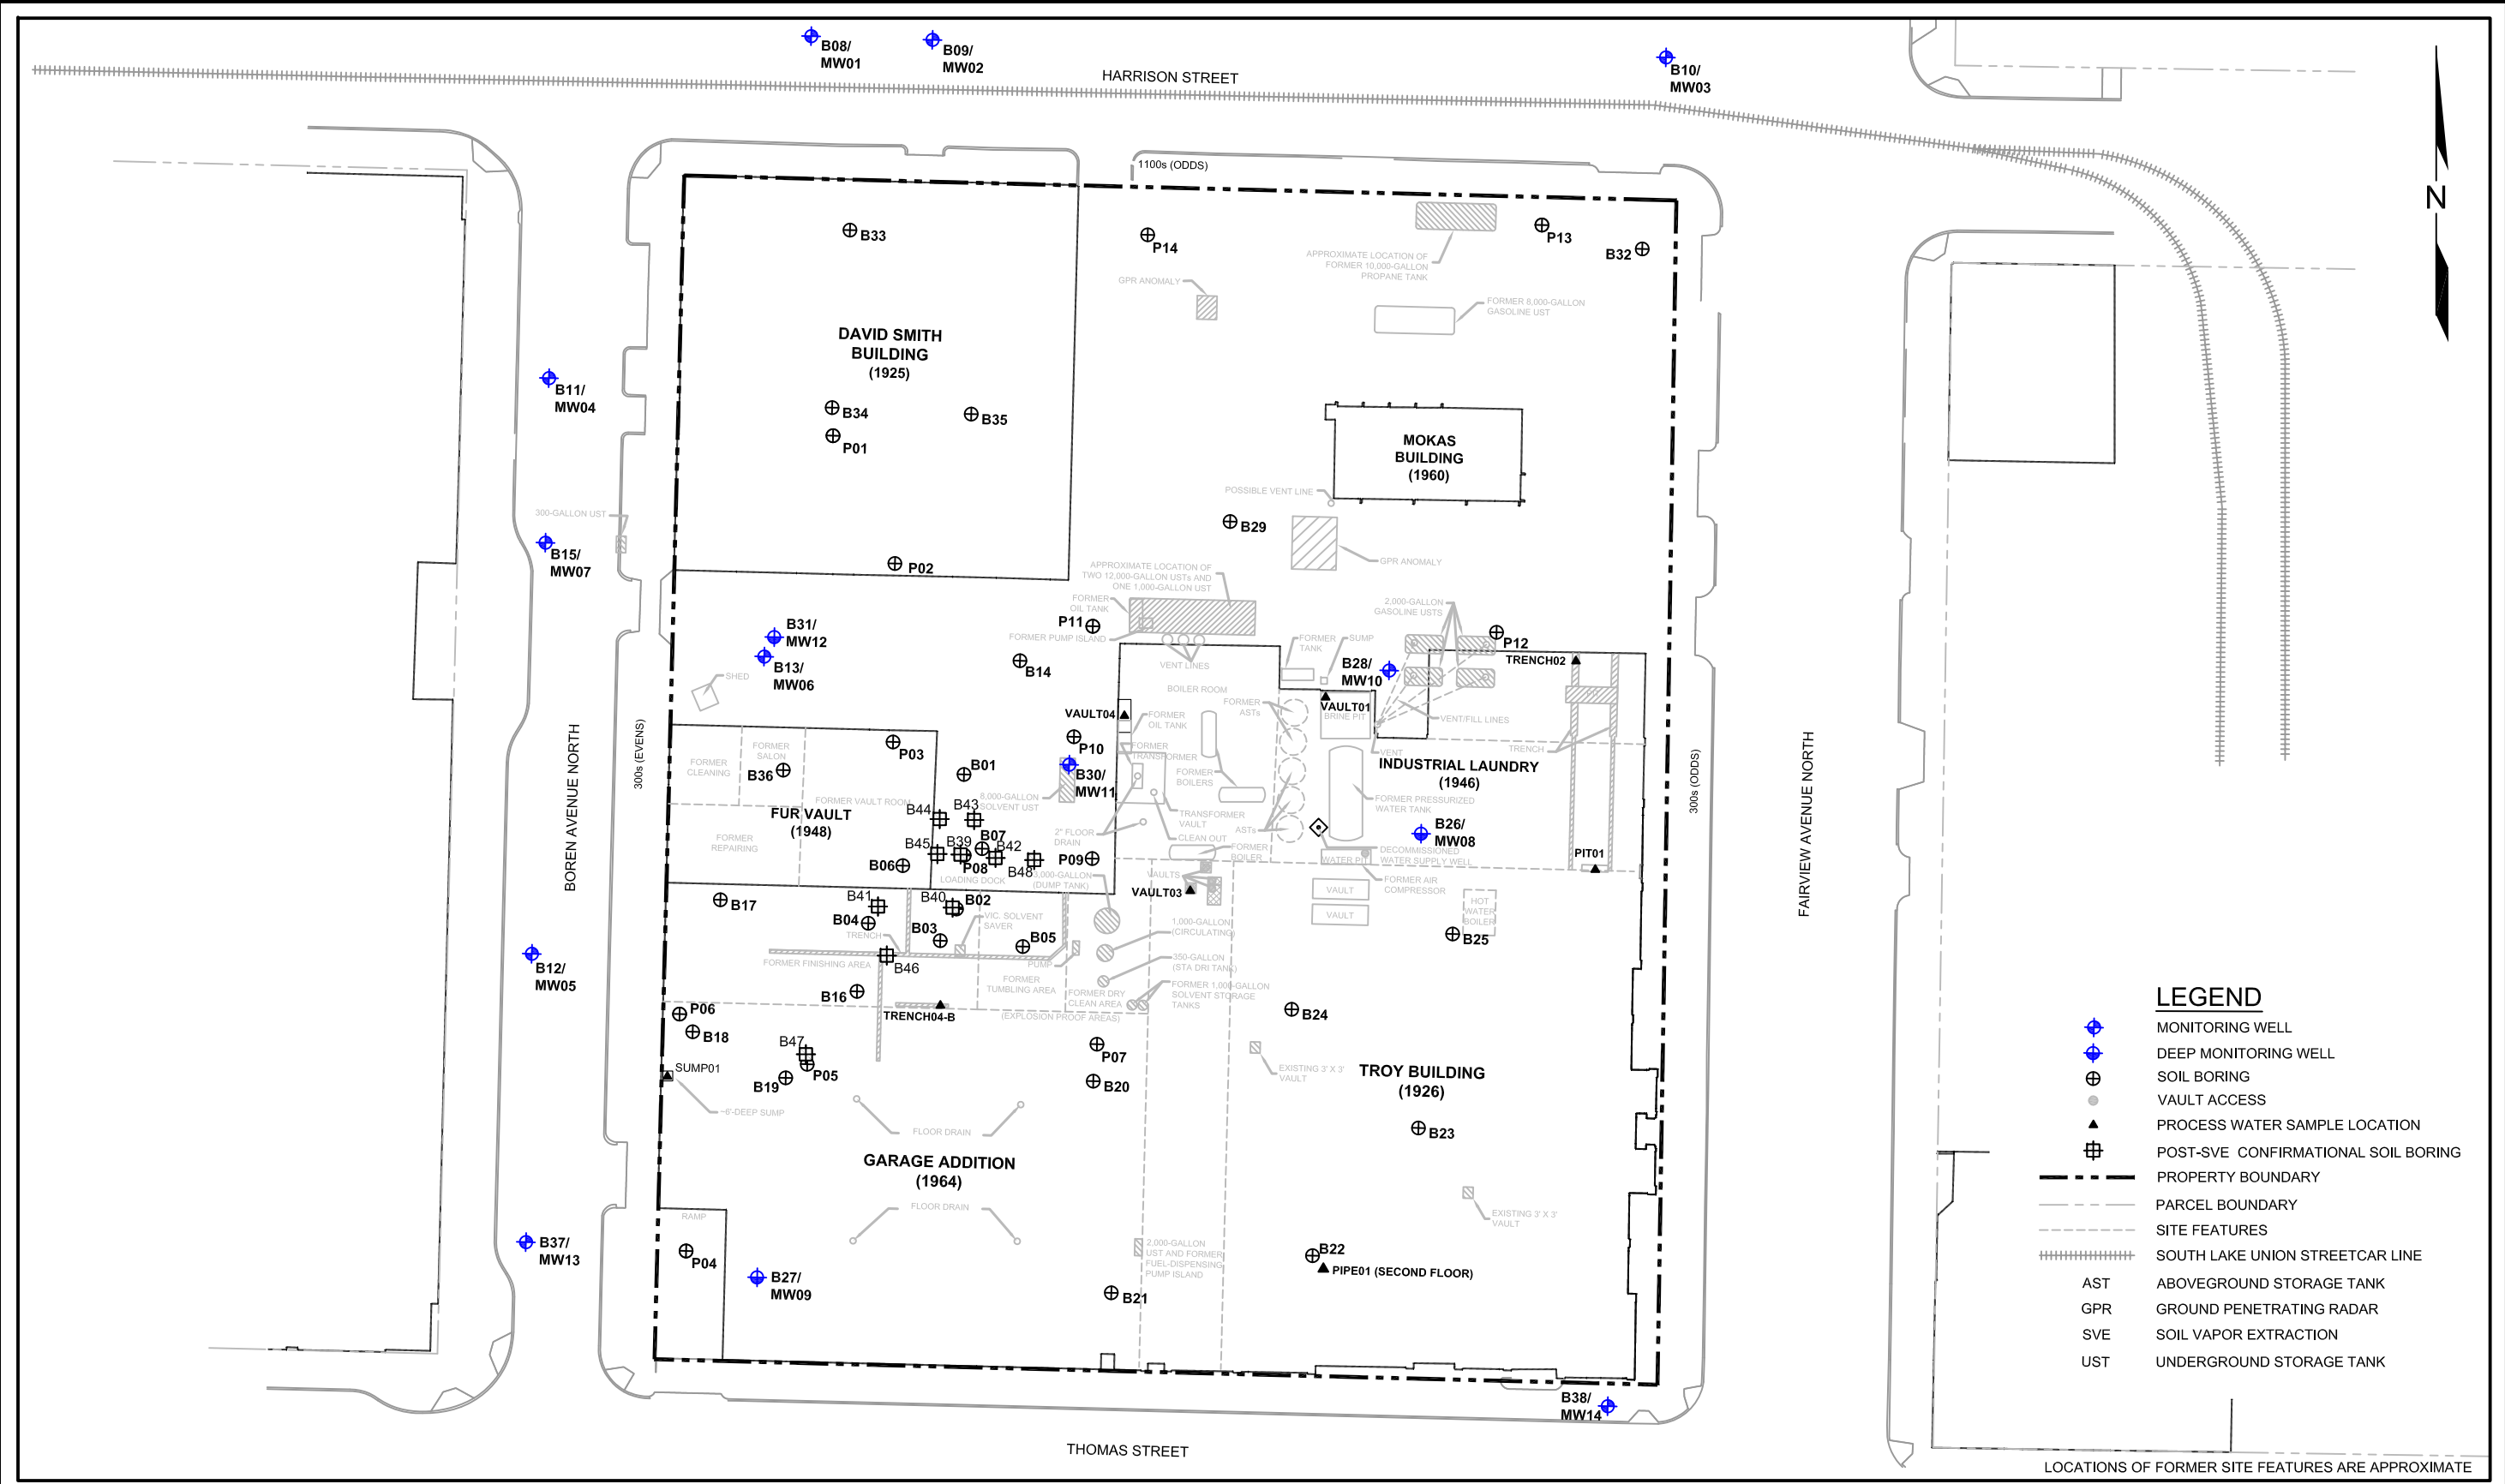 B08/
MW01
B09/
MW02
HARRISON STREET
B10/
MW03
1100s (ODDS)
N
B33
P14
P13
B32
APPROXIMATE LOCATION OF
FORMER 10,000-GALLON
PROPANE TANK
GPR ANOMALY
FORMER 8,000-GALLON
GASOLINE UST
DAVID SMITH
BUILDING
(1925)
B11/
MW04
B34
B35
P01
MOKAS
BUILDING
(1960)
POSSIBLE VENT LINE
300-GALLON UST
B29
B15/
MW07
GPR ANOMALY
P02
APPROXIMATE LOCATION OF
TWO 12,000-GALLON USTs AND
ONE 1,000-GALLON UST
FORMER
OIL TANK
2,000-GALLON
GASOLINE USTS
P11
FORMER PUMP ISLAND
B31/
MW12
B13/
MW06
B14
VENT LINES
FORMER
TANK
SUMP
P12
TRENCH02
B28/
MW10
SHED
BOILER ROOM
FORMER
ASTs
VAULT01
BRINE PIT
VAULT04
FORMER
OIL TANK
VENT/FILL LINES
BOREN AVENUE NORTH
300s (EVENS)
P03
P10
FORMER
TRANSFORMER
VENT
TRENCH
FORMER
SALON
FORMER
CLEANING
B36
B01
B30/
MW11
FORMER
BOILERS
INDUSTRIAL LAUNDRY
(1946)
300s (ODDS)
FAIRVIEW AVENUE NORTH
FORMER VAULT ROOM
8,000-GALLON
SOLVENT UST
FORMER PRESSURIZED
WATER TANK
FUR VAULT
(1948)
B44
B43
TRANSFORMER
VAULT
2" FLOOR
DRAIN
CLEAN OUT
ASTs
B26/
MW08
FORMER
REPAIRING
B45
B39
B07
B42
FORMER
BOILER
DECOMMISSIONED
WATER SUPPLY WELL
WATER PIT
PIT01
B06
P08
B48
P09
LOADING DOCK
(DUMP TANK)
VAULTS
VAULT03
FORMER AIR
COMPRESSOR
VAULT
VAULT
HOT
WATER
BOILER
B17
B41
B40
B02
B04
B03
B05
VIC. SOLVENT
SAVER
TRENCH
1,000-GALLON
(CIRCULATING)
B25
FORMER FINISHING AREA
B46
PUMP
350-GALLON
(STA DRI TANK)
FORMER
TUMBLING AREA
FORMER DRY
CLEAN AREA
FORMER 1,000-GALLON
SOLVENT STORAGE
TANKS
B12/
MW05
B16
P06
B18
TRENCH04-B
(EXPLOSION PROOF AREAS)
B24
B47
P07
SUMP01
B19
P05
B20
EXISTING 3' X 3'
VAULT
TROY BUILDING
(1926)
~6'-DEEP SUMP
FLOOR DRAIN
B23
GARAGE ADDITION
(1964)
FLOOR DRAIN
RAMP
EXISTING 3' X 3'
VAULT
B37/
MW13
P04
2,000-GALLON
UST AND FORMER
FUEL-DISPENSING
PUMP ISLAND
B22
PIPE01 (SECOND FLOOR)
B27/
MW09
B21
B38/
MW14
THOMAS STREET
LEGEND
MONITORING WELL
DEEP MONITORING WELL
SOIL BORING
VAULT ACCESS
PROCESS WATER SAMPLE LOCATION
POST-SVE CONFIRMATIONAL SOIL BORING
PROPERTY BOUNDARY
PARCEL BOUNDARY
SITE FEATURES
SOUTH LAKE UNION STREETCAR LINE
AST ABOVEGROUND STORAGE TANK
GPR GROUND PENETRATING RADAR
SVE SOIL VAPOR EXTRACTION
UST UNDERGROUND STORAGE TANK
LOCATIONS OF FORMER SITE FEATURES ARE APPROXIMATE